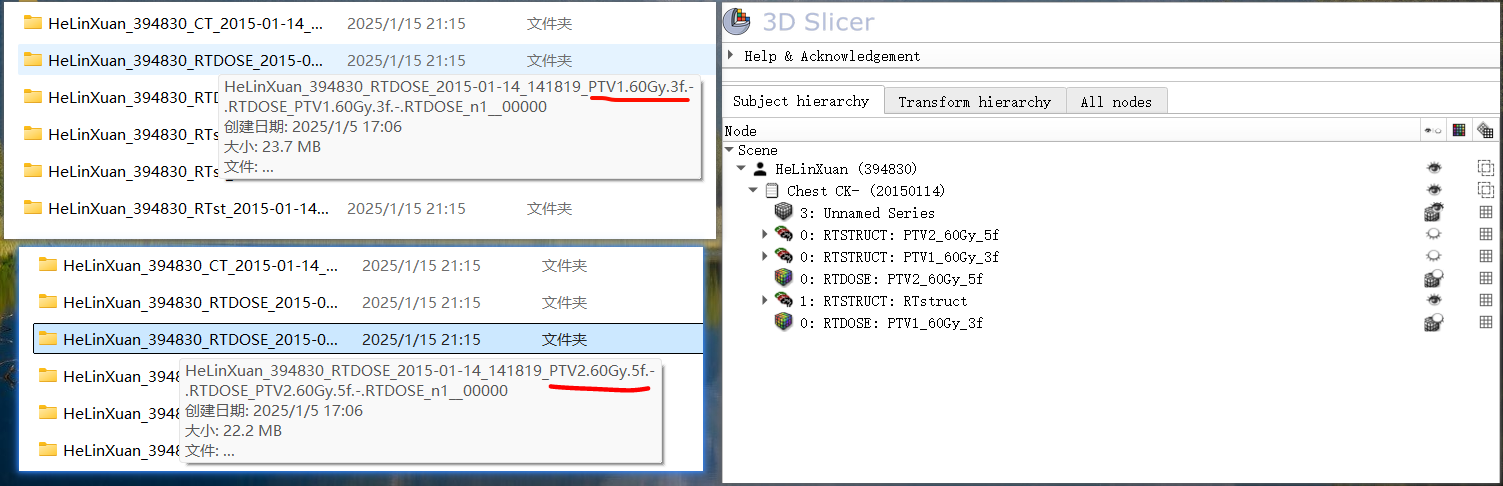 HeLinXuan_394830_CT_2015-01-14_... 2025/1/15 21:15 文件夹
HeLinXuan_394830_RTDOSE_2015-0... 2025/1/15 21:15 文件夹
HeLinXuan_394830_RTD
HeLinXuan_394830_RTDOSE_2015-01-14_141819_PTV1.60Gy.3f.-
.RTDOSE_PTV1.60Gy.3f.-.RTDOSE_n1__00000
创建日期: 2025/1/5 17:06
大小: 23.7 MB
文件: ...
HeLinXuan_394830_RTs
HeLinXuan_394830_RTs_
HeLinXuan_394830_RTst_2015-01-14... 2025/1/15 21:15 文件夹
HeLinXuan_394830_CT_2015-01-14_... 2025/1/15 21:15 文件夹
HeLinXuan_394830_RTDOSE_2015-0... 2025/1/15 21:15 文件夹
HeLinXuan_394830_RTDOSE_2015-0... 2025/1/15 21:15 文件夹
HeLinXuan_3948
HeLinXuan_394830_RTDOSE_2015-01-14_141819_PTV2.60Gy.5f.-
.RTDOSE_PTV2.60Gy.5f.-.RTDOSE_n1__00000
创建日期: 2025/1/5 17:06
大小: 22.2 MB
文件: ...
HeLinXuan_3948
HeLinXuan_3948
3D Slicer
Help & Acknowledgement
Subject hierarchy Transform hierarchy All nodes
Node
Scene
HeLinXuan (394830)
Chest CK- (20150114)
3: Unnamed Series
0: RTSTRUCT: PTV2_60Gy_5f
0: RTSTRUCT: PTV1_60Gy_3f
0: RTDOSE: PTV2_60Gy_5f
1: RTSTRUCT: RTstruct
0: RTDOSE: PTV1_60Gy_3f